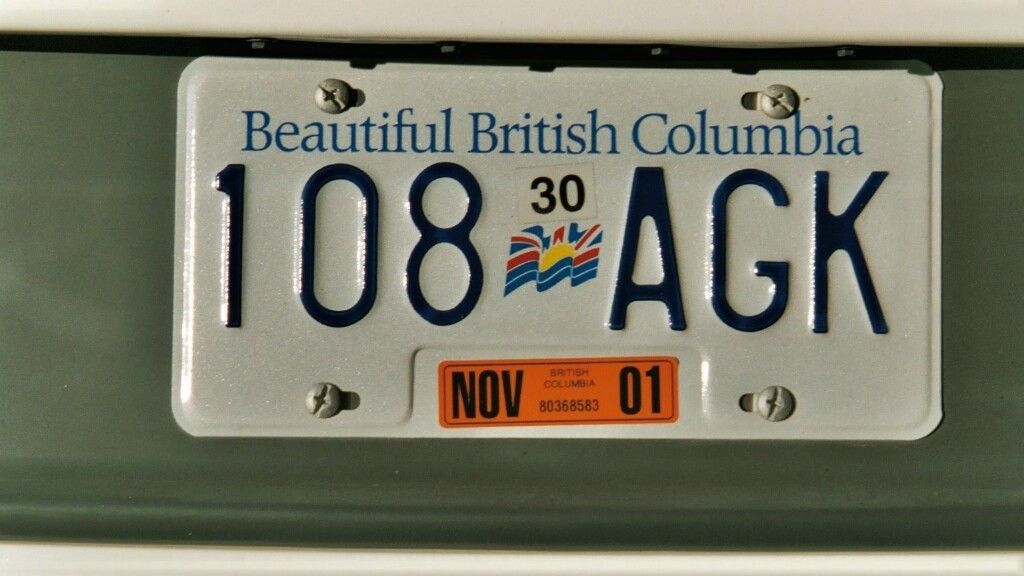 Beautiful British Columbia
108 30 AGK
NOV BRITISH COLUMBIA 80368583 01